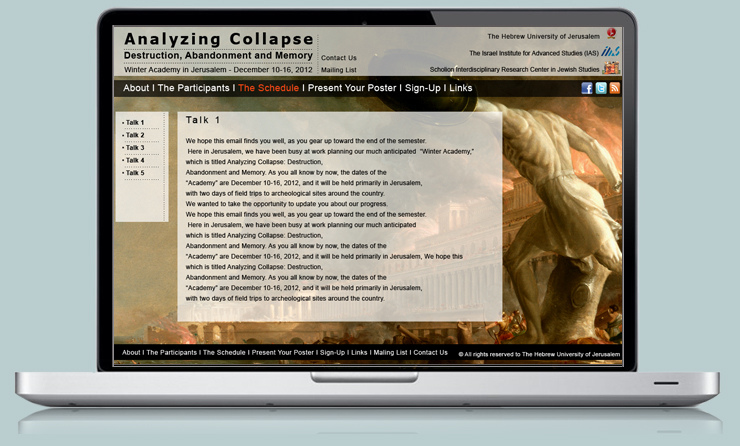 Analyzing Collapse
Destruction, Abandonment and Memory
Winter Academy in Jerusalem - December 10-16, 2012
Contact Us
Mailing List
The Hebrew University of Jerusalem
The Israel Institute for Advanced Studies (IAS) IIAS
Scholion Interdisciplinary Research Center in Jewish Studies
About I The Participants I The Schedule I Present Your Poster I Sign-Up I Links
• Talk 1
• Talk 2
• Talk 3
• Talk 4
• Talk 5
Talk 1
We hope this email finds you well, as you gear up toward the end of the semester.
Here in Jerusalem, we have been busy at work planning our much anticipated "Winter Academy,"
which is titled Analyzing Collapse: Destruction,
Abandonment and Memory. As you all know by now, the dates of the
"Academy" are December 10-16, 2012, and it will be held primarily in Jerusalem,
with two days of field trips to archeological sites around the country.
We wanted to take the opportunity to update you about our progress.
We hope this email finds you well, as you gear up toward the end of the semester.
Here in Jerusalem, we have been busy at work planning our much anticipated
which is titled Analyzing Collapse: Destruction,
Abandonment and Memory. As you all know by now, the dates of the
"Academy" are December 10-16, 2012, and it will be held primarily in Jerusalem, We hope this
which is titled Analyzing Collapse: Destruction,
Abandonment and Memory. As you all know by now, the dates of the
"Academy" are December 10-16, 2012, and it will be held primarily in Jerusalem,
with two days of field trips to archeological sites around the country.
About I The Participants I The Schedule I Present Your Poster I Sign-Up I Links I Maling List I Contact Us
© All rights reserved to The Hebrew University of Jerusalem